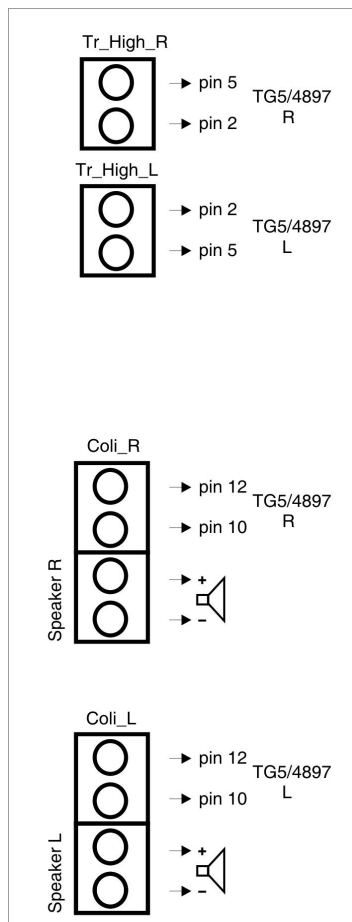 Tr_High_R
pin 5
TG5/4897
R
pin 2
Tr_High_L
pin 2
TG5/4897
L
pin 5
Coli_R
pin 12
TG5/4897
R
pin 10
Speaker R
+
−
Coli_L
pin 12
TG5/4897
L
pin 10
Speaker L
+
−